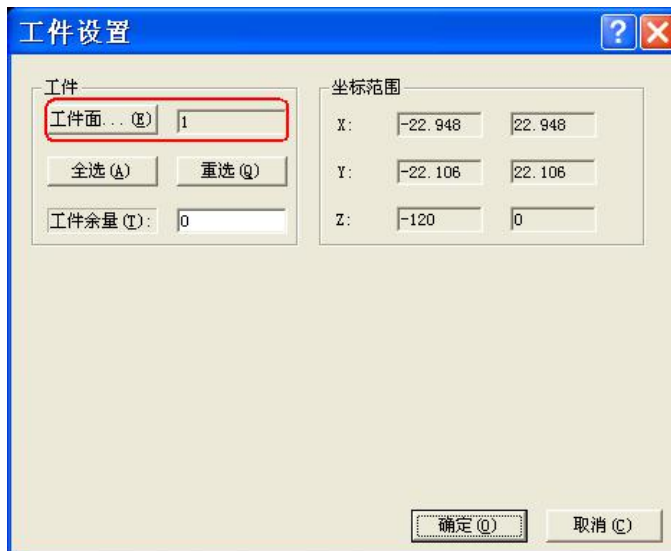 工件设置
工件
工件面...(E) 1
全选(A) 重选(Q)
工件余量(T): 0
坐标范围
X: -22.948 22.948
Y: -22.106 22.106
Z: -120 0
确定(O) 取消(C)